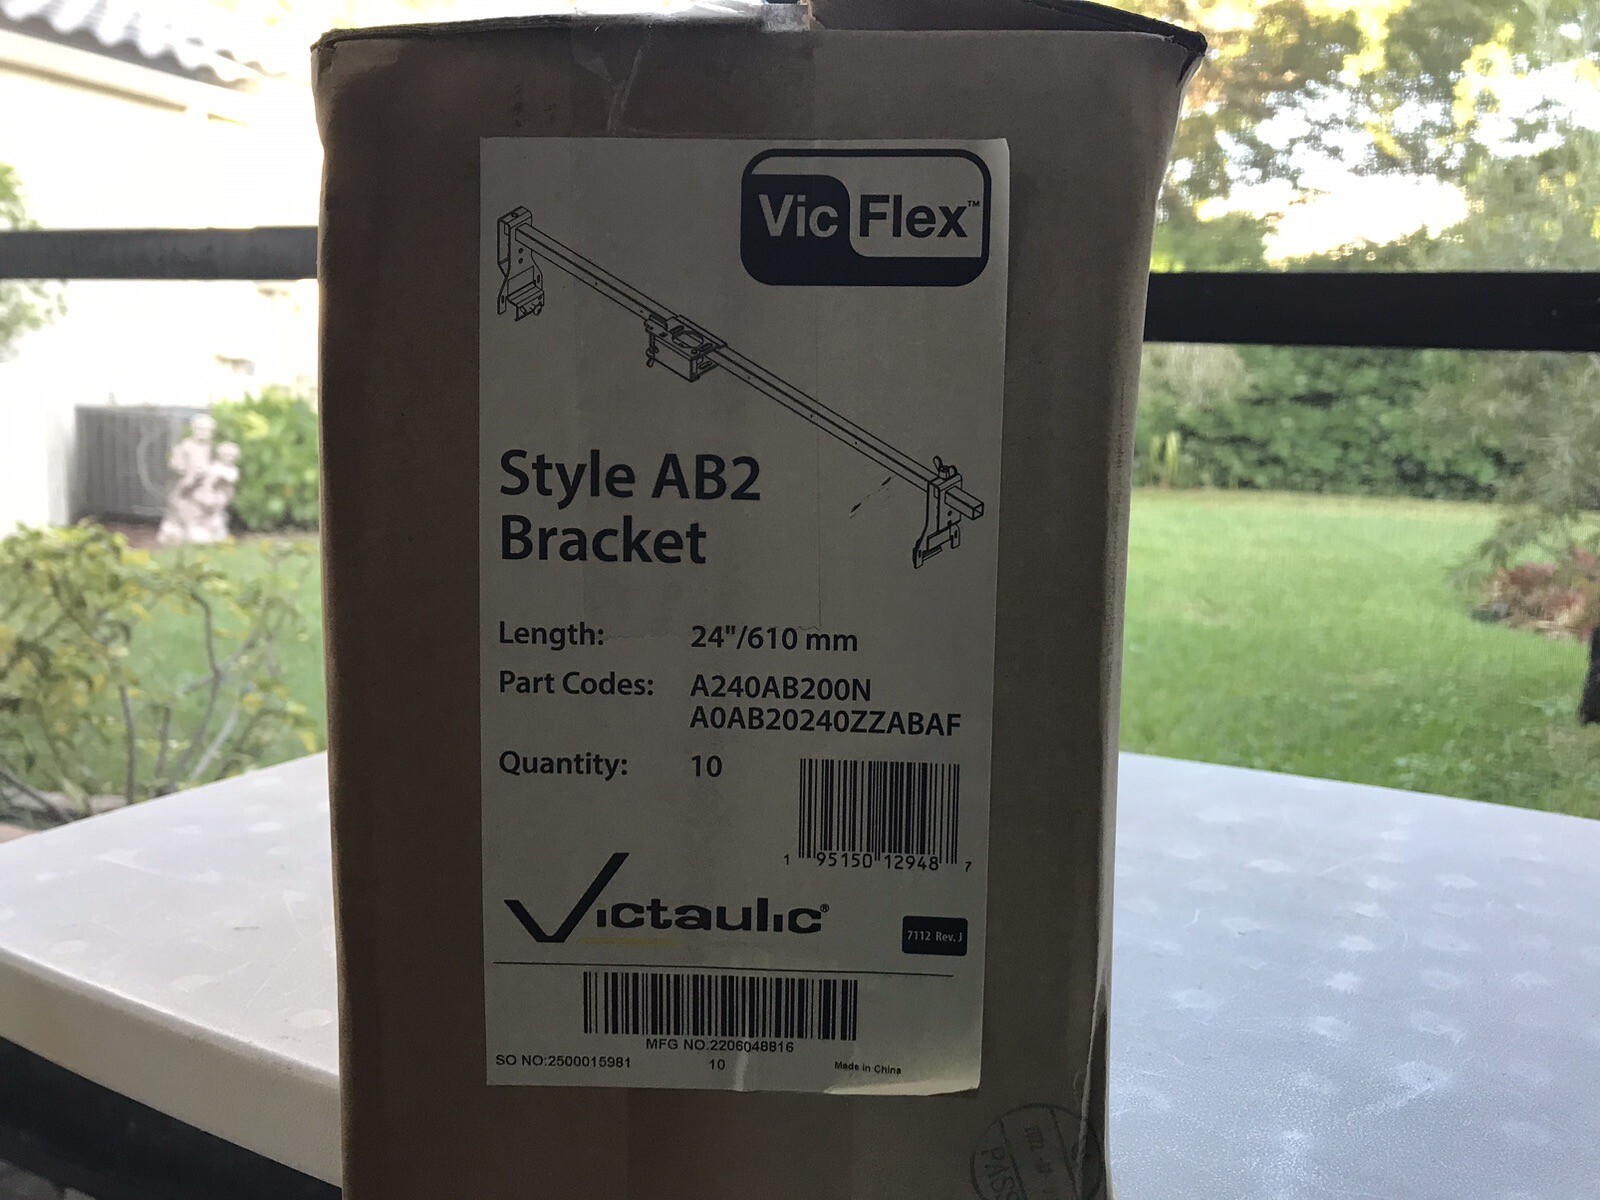 Vic Flex™
Style AB2
Bracket
Length: 24"/610 mm
Part Codes: A240AB200N
A0AB20240ZZABAF
Quantity: 10
1 95150 12948 7
Victaulic®
7112 Rev. J
MFG NO.2206048816
SO NO:2500015981 10 Made in China